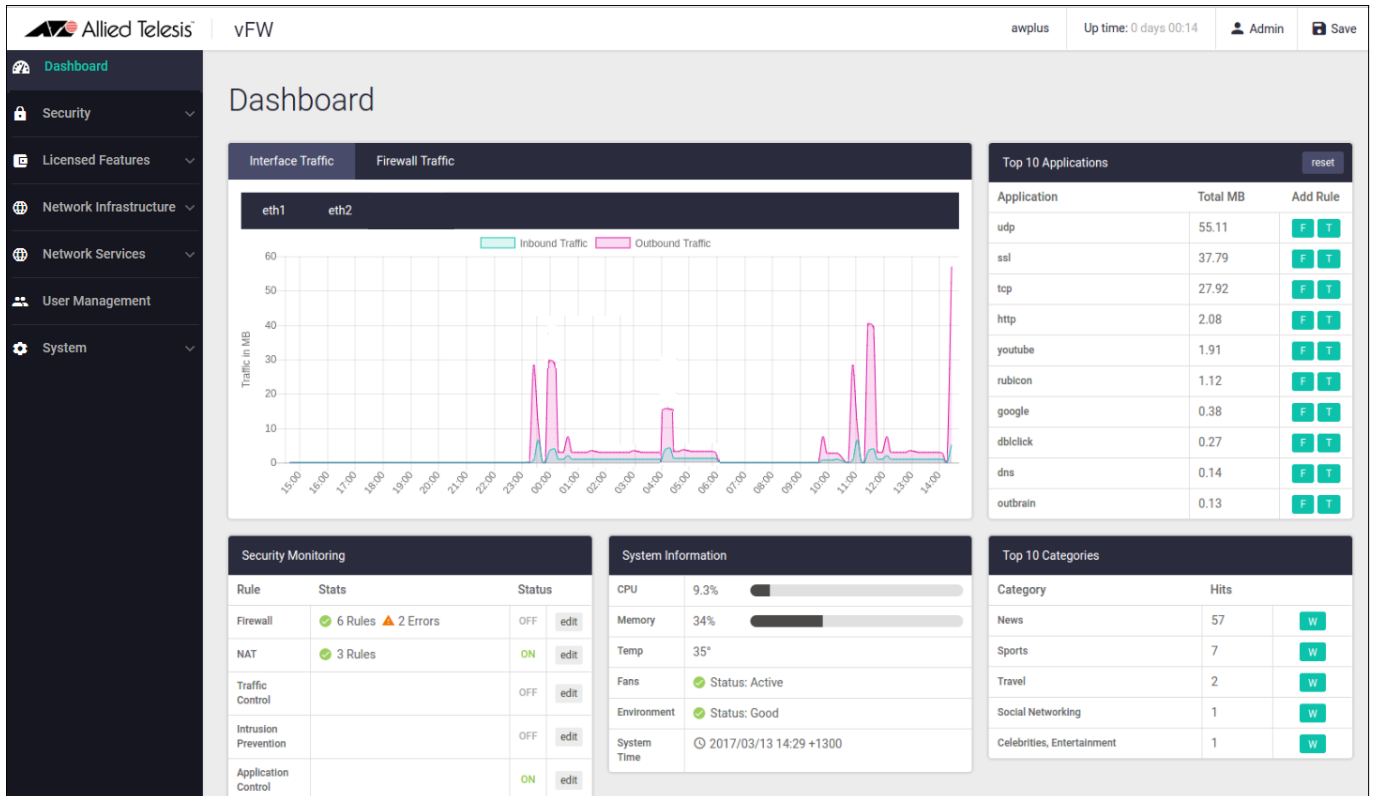 Allied Telesis
vFW
awplus
Up time: 0 days 00:14
Admin
Save
Dashboard
Security
Licensed Features
Network Infrastructure
Network Services
User Management
System
Dashboard
Interface Traffic
Firewall Traffic
eth1
eth2
Inbound Traffic
Outbound Traffic
Traffic in MB
60
50
40
30
20
10
0
15:00
16:00
17:00
18:00
19:00
20:00
21:00
22:00
23:00
00:00
01:00
02:00
03:00
04:00
05:00
06:00
07:00
08:00
09:00
10:00
11:00
12:00
13:00
14:00
Top 10 Applications
reset
Application Total MB Add Rule
udp 55.11 F T
ssl 37.79 F T
tcp 27.92 F T
http 2.08 F T
youtube 1.91 F T
rubicon 1.12 F T
google 0.38 F T
dblclick 0.27 F T
dns 0.14 F T
outbrain 0.13 F T
Security Monitoring
Rule Stats Status
Firewall 6 Rules 2 Errors OFF edit
NAT 3 Rules ON edit
Traffic
Control OFF edit
Intrusion
Prevention OFF edit
Application
Control ON edit
System Information
CPU 9.3%
Memory 34%
Temp 35°
Fans Status: Active
Environment Status: Good
System
Time 2017/03/13 14:29 +1300
Top 10 Categories
Category Hits
News 57 W
Sports 7 W
Travel 2 W
Social Networking 1 W
Celebrities, Entertainment 1 W